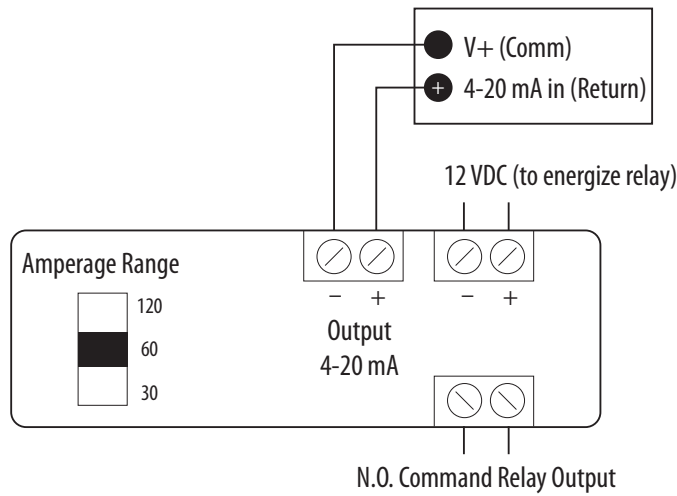 V+ (Comm)
+ 4-20 mA in (Return)
12 VDC (to energize relay)
Amperage Range
120
60
30
− + − +
Output
4-20 mA
N.O. Command Relay Output